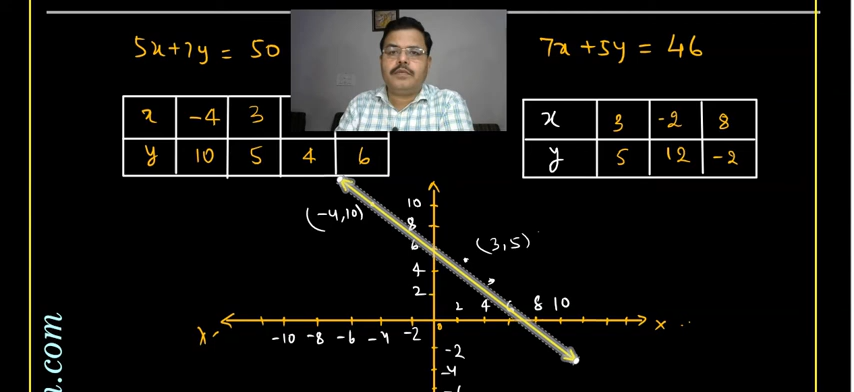 5x+7y = 50
7x+5y = 46
x -4 3
y 10 5 4 6
x 3 -2 8
y 5 12 -2
(-4,10)
(3,5)
10
8
6
4
2
2 4 6 8 10
-10 -8 -6 -4 -2 0
x
-2
-4
-6
m.com